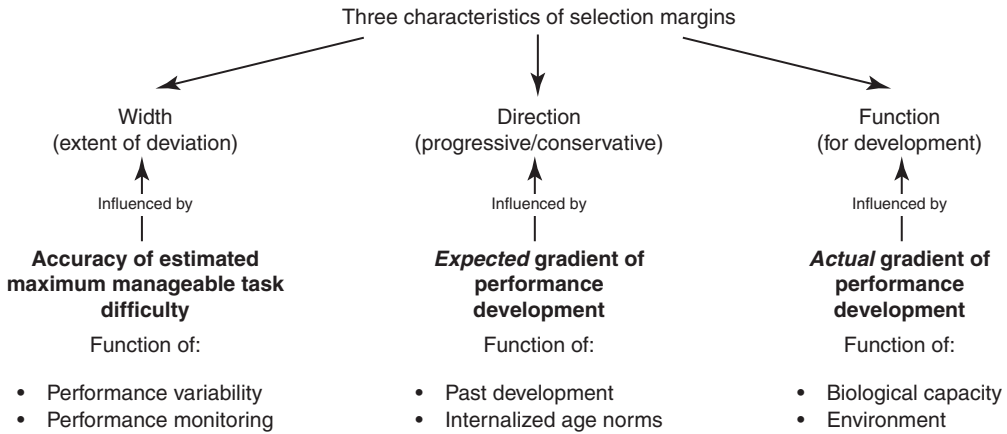 Three characteristics of selection margins
Width
(extent of deviation)
Influenced by
Accuracy of estimated
maximum manageable task
difficulty
Function of:
• Performance variability
• Performance monitoring
Direction
(progressive/conservative)
Influenced by
Expected gradient of
performance
development
Function of:
• Past development
• Internalized age norms
Function
(for development)
Influenced by
Actual gradient of
performance
development
Function of:
• Biological capacity
• Environment